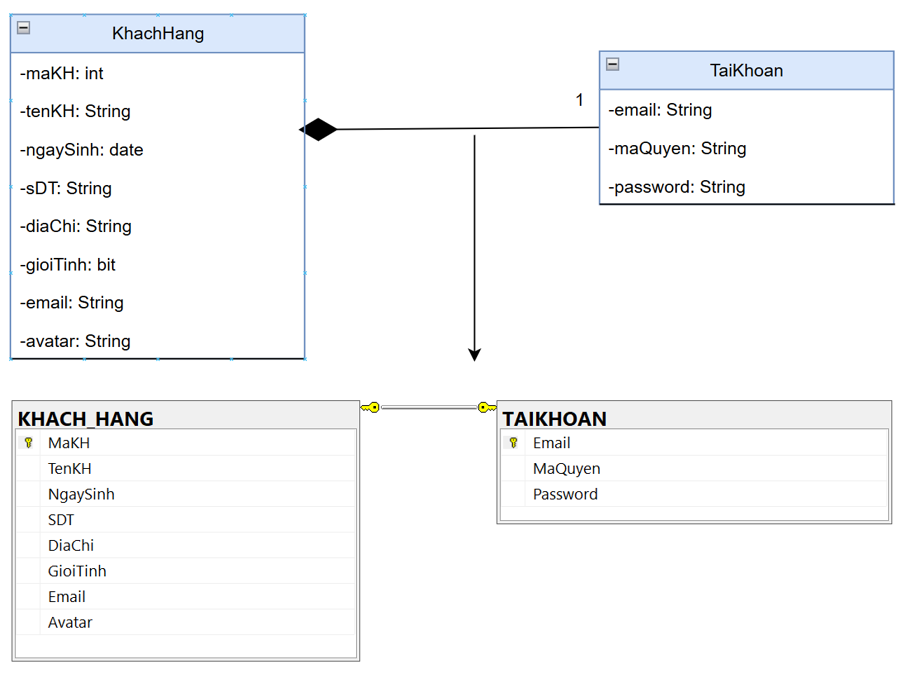 KhachHang
-maKH: int
-tenKH: String
-ngaySinh: date
-sDT: String
-diaChi: String
-gioiTinh: bit
-email: String
-avatar: String
1
TaiKhoan
-email: String
-maQuyen: String
-password: String
KHACH_HANG
MaKH
TenKH
NgaySinh
SDT
DiaChi
GioiTinh
Email
Avatar
TAIKHOAN
Email
MaQuyen
Password